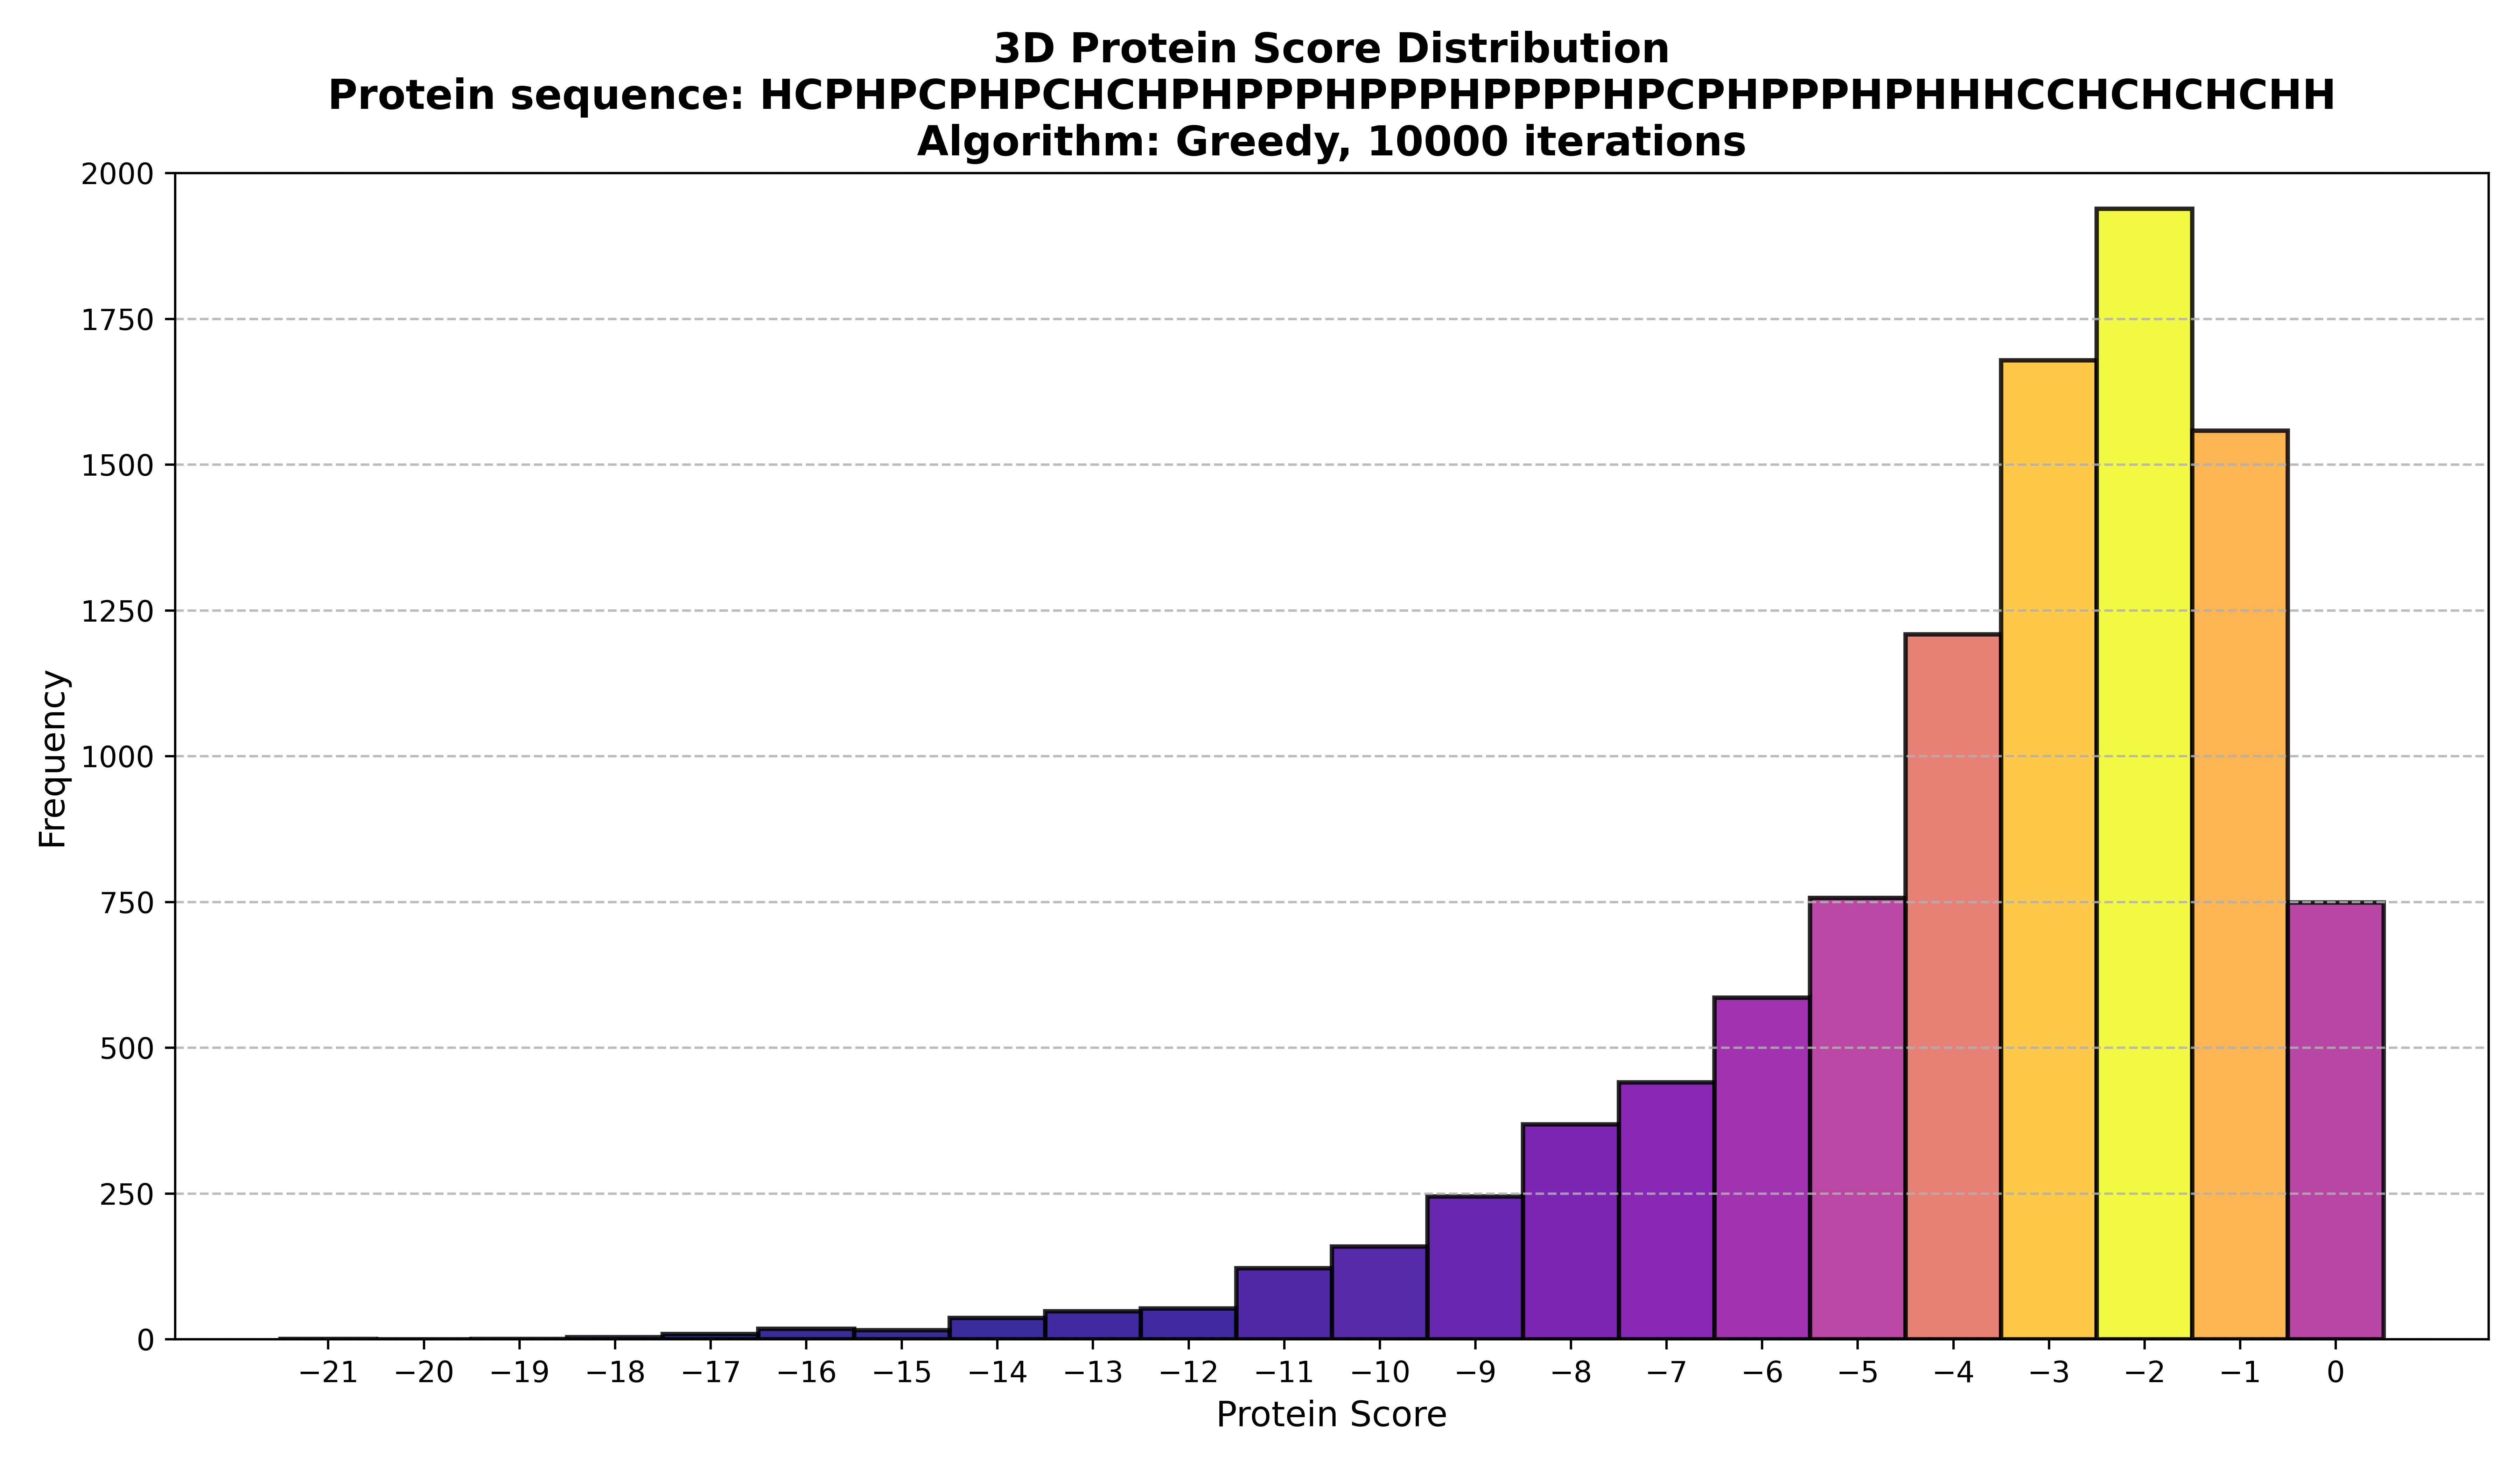 3D Protein Score Distribution
Protein sequence: HCPHPCPHPCHCHPHPPPHPPPHPPPPHPCPHPPPHPHHHCCHCHCHCHH
Algorithm: Greedy, 10000 iterations
2000
1750
1500
1250
1000
750
500
250
0
Frequency
−21 −20 −19 −18 −17 −16 −15 −14 −13 −12 −11 −10 −9 −8 −7 −6 −5 −4 −3 −2 −1 0
Protein Score